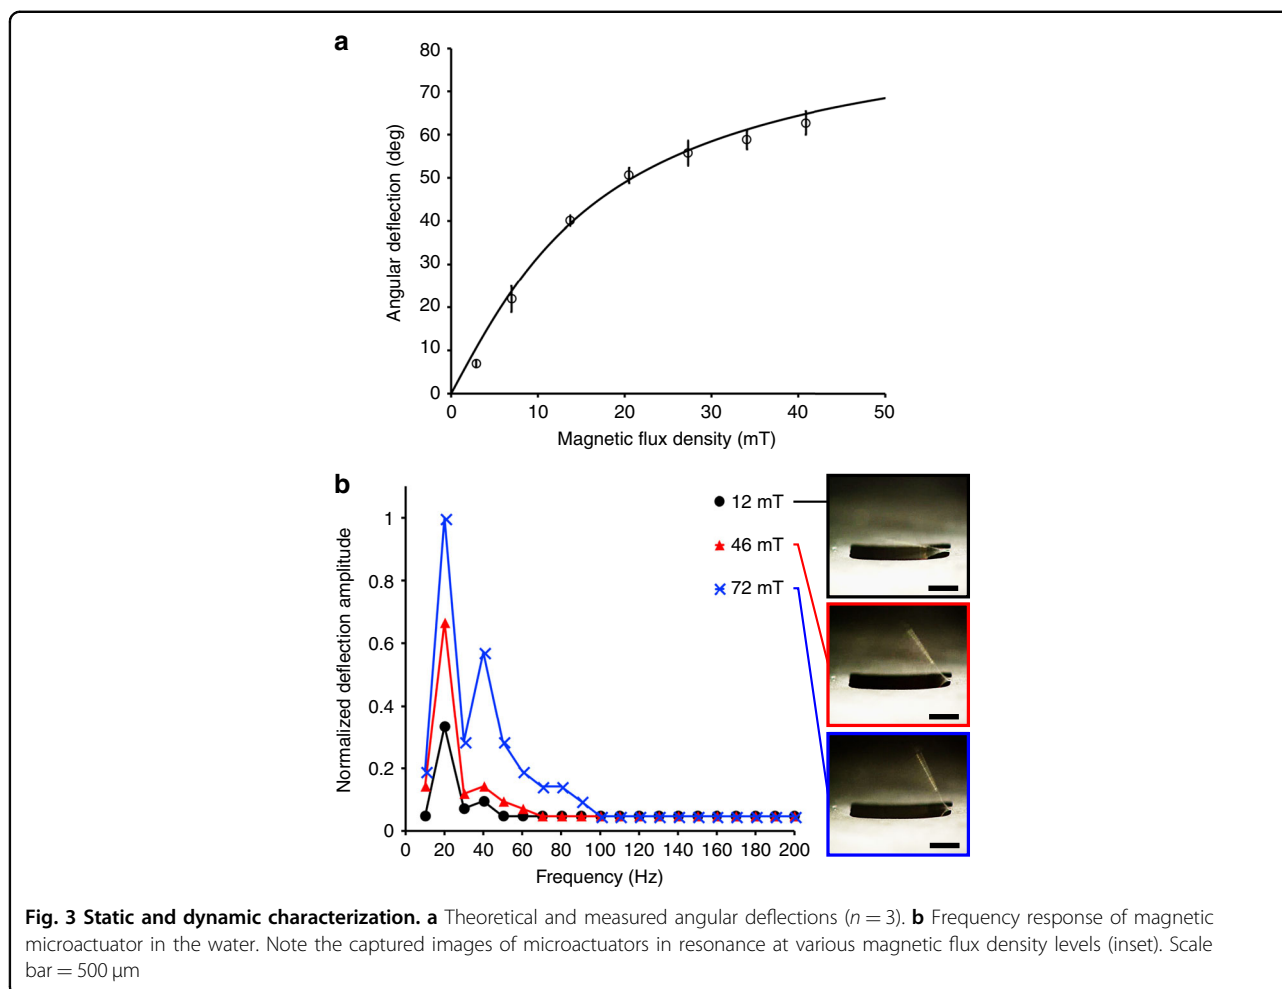 a
80
70
60
50
40
30
20
10
0
Angular deflection (deg)
0 10 20 30 40 50
Magnetic flux density (mT)
b
1
0.8
0.6
0.4
0.2
0
Normalized deflection amplitude
0 20 40 60 80 100 120 140 160 180 200
Frequency (Hz)
12 mT
46 mT
72 mT
Fig. 3 Static and dynamic characterization. a Theoretical and measured angular deflections (n = 3). b Frequency response of magnetic
microactuator in the water. Note the captured images of microactuators in resonance at various magnetic flux density levels (inset). Scale
bar = 500 µm